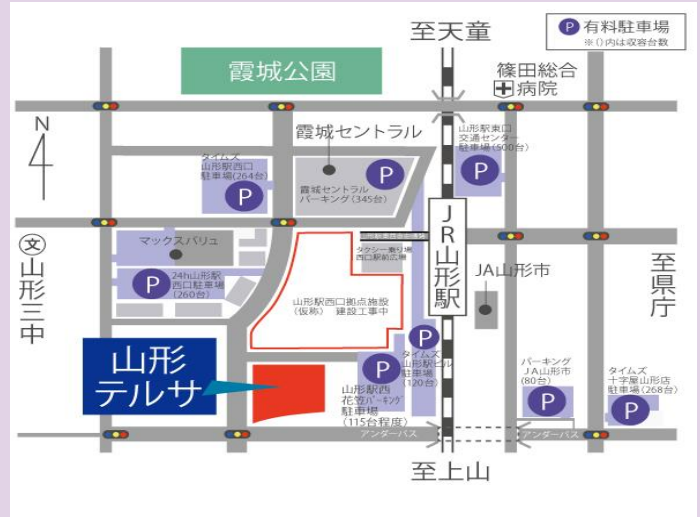 至天童
P 有料駐車場
※()内は収容台数
霞城公園
篠田総合
病院
N
霞城セントラル
タイムズ
山形駅西口
駐車場(264台)
P
霞城セントラル
パーキング(345台)
P
山形駅東口
交通センター
駐車場(500台)
P
マックスバリュ
24h山形駅
西口駐車場
(260台)
P
タクシー乗り場
西口駅前広場
JR山形駅
JA山形市
文
山形三中
至県庁
山形駅西口拠点施設
(仮称) 建設工事中
山形
テルサ
P
山形駅西
花笠パーキング
駐車場
(115台程度)
P
タイムズ
山形駅ビル
駐車場
(120台)
パーキング
JA山形市
(80台)
P
タイムズ
十字屋山形店
駐車場(268台)
P
アンダーパス
アンダーパス
至上山